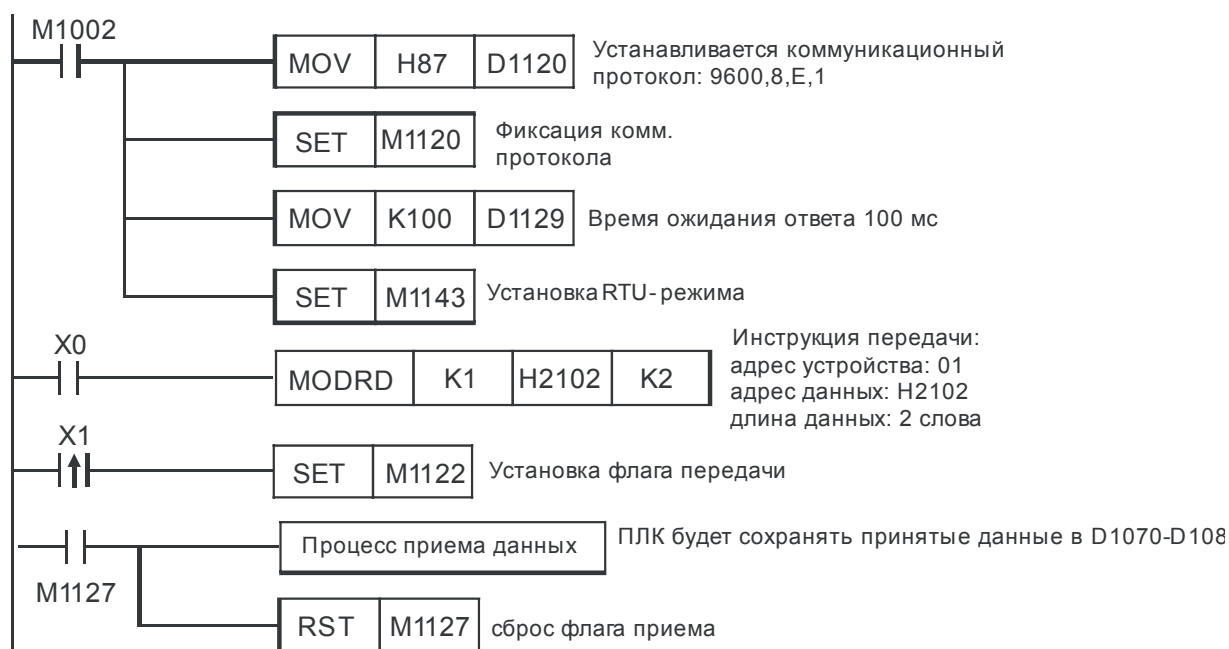 M1002
MOV H87 D1120 Устанавливается коммуникационный
протокол: 9600,8,E,1
SET M1120 Фиксация комм.
протокола
MOV K100 D1129 Время ожидания ответа 100 мс
SET M1143 Установка RTU-режима
X0
MODRD K1 H2102 K2 Инструкция передачи:
адрес устройства: 01
адрес данных: H2102
длина данных: 2 слова
X1
SET M1122 Установка флага передачи
M1127
Процесс приема данных ПЛК будет сохранять принятые данные в D1070-D108
RST M1127 сброс флага приема